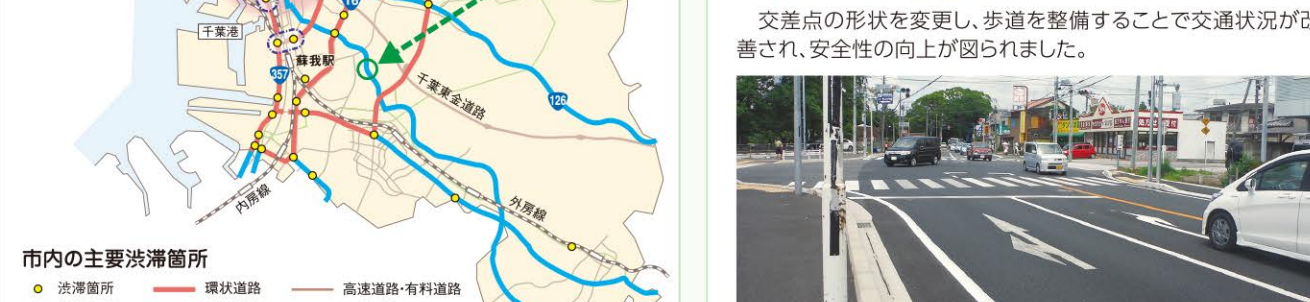 16
千葉港
蘇我駅
357
千葉東金道路
126
内房線
外房線
市内の主要渋滞箇所
渋滞箇所 環状道路 高速道路・有料道路
交差点の形状を変更し、歩道を整備することで交通状況が改
善され、安全性の向上が図られました。